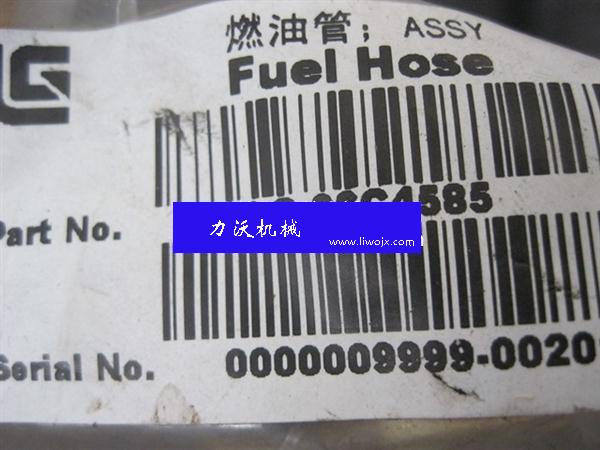 燃油管；ASSY
Fuel Hose
C4585
Part No.
力沃机械
www.liwojx.com
Serial No. 0000009999-0020